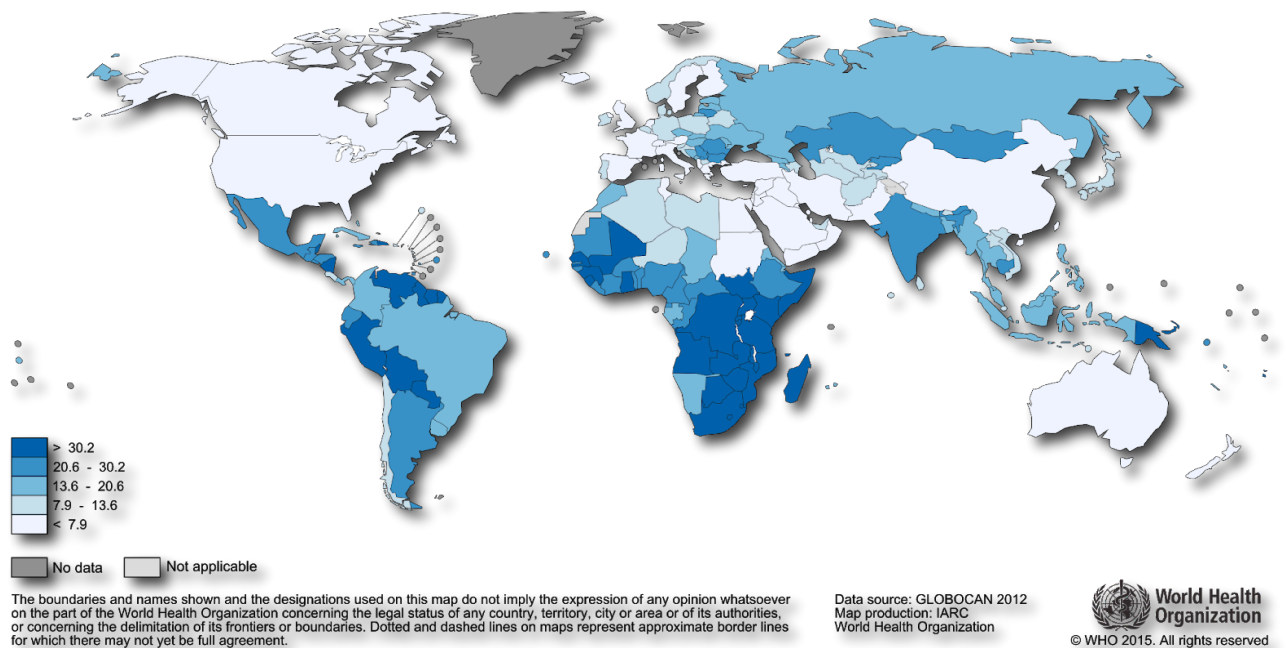 > 30.2
20.6 - 30.2
13.6 - 20.6
7.9 - 13.6
< 7.9
No data
Not applicable
The boundaries and names shown and the designations used on this map do not imply the expression of any opinion whatsoever
on the part of the World Health Organization concerning the legal status of any country, territory, city or area or of its authorities,
or concerning the delimitation of its frontiers or boundaries. Dotted and dashed lines on maps represent approximate border lines
for which there may not yet be full agreement.
Data source: GLOBOCAN 2012
Map production: IARC
World Health Organization
World Health
Organization
© WHO 2015. All rights reserved